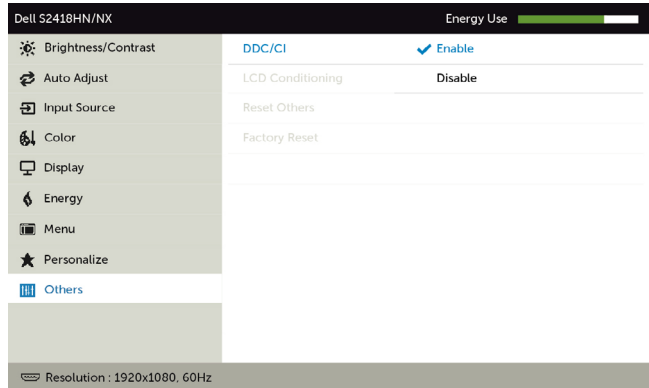 Dell S2418HN/NX Energy Use
Brightness/Contrast DDC/CI Enable
Auto Adjust LCD Conditioning Disable
Input Source Reset Others
Color Factory Reset
Display
Energy
Menu
Personalize
Others
Resolution : 1920x1080, 60Hz